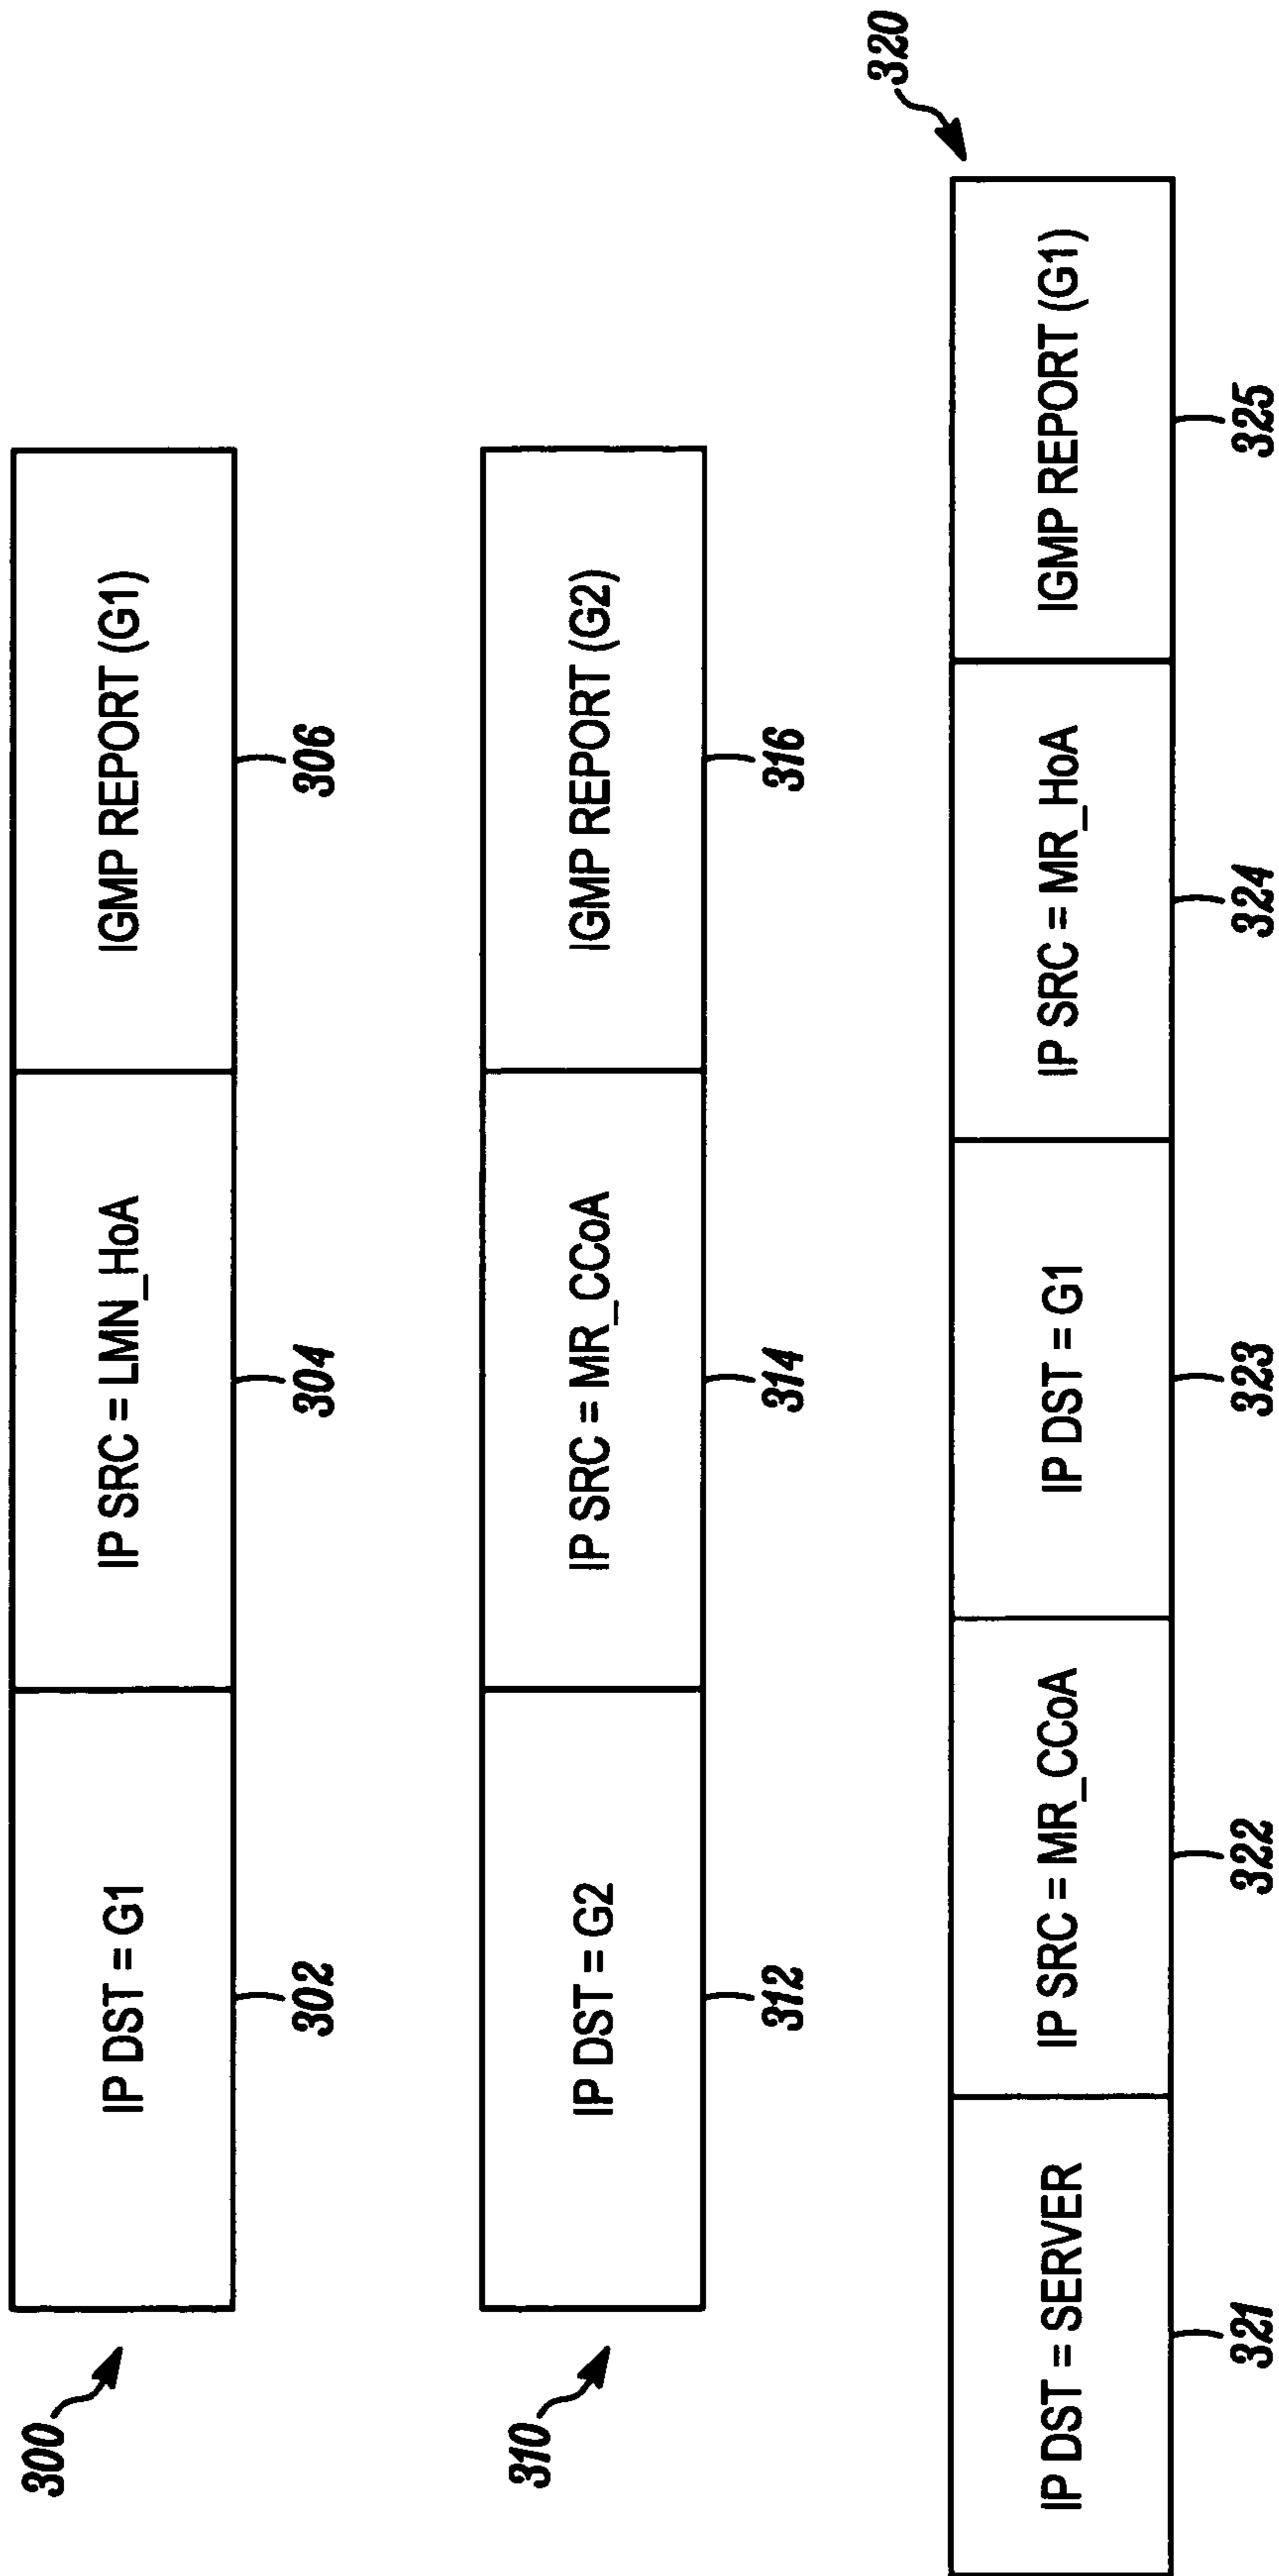 300
IP DST = G1
IP SRC = LMN_HoA
IGMP REPORT (G1)
302
304
306
310
IP DST = G2
IP SRC = MR_CCoA
IGMP REPORT (G2)
312
314
316
320
IP DST = SERVER
IP SRC = MR_CCoA
IP DST = G1
IP SRC = MR_HoA
IGMP REPORT (G1)
321
322
323
324
325